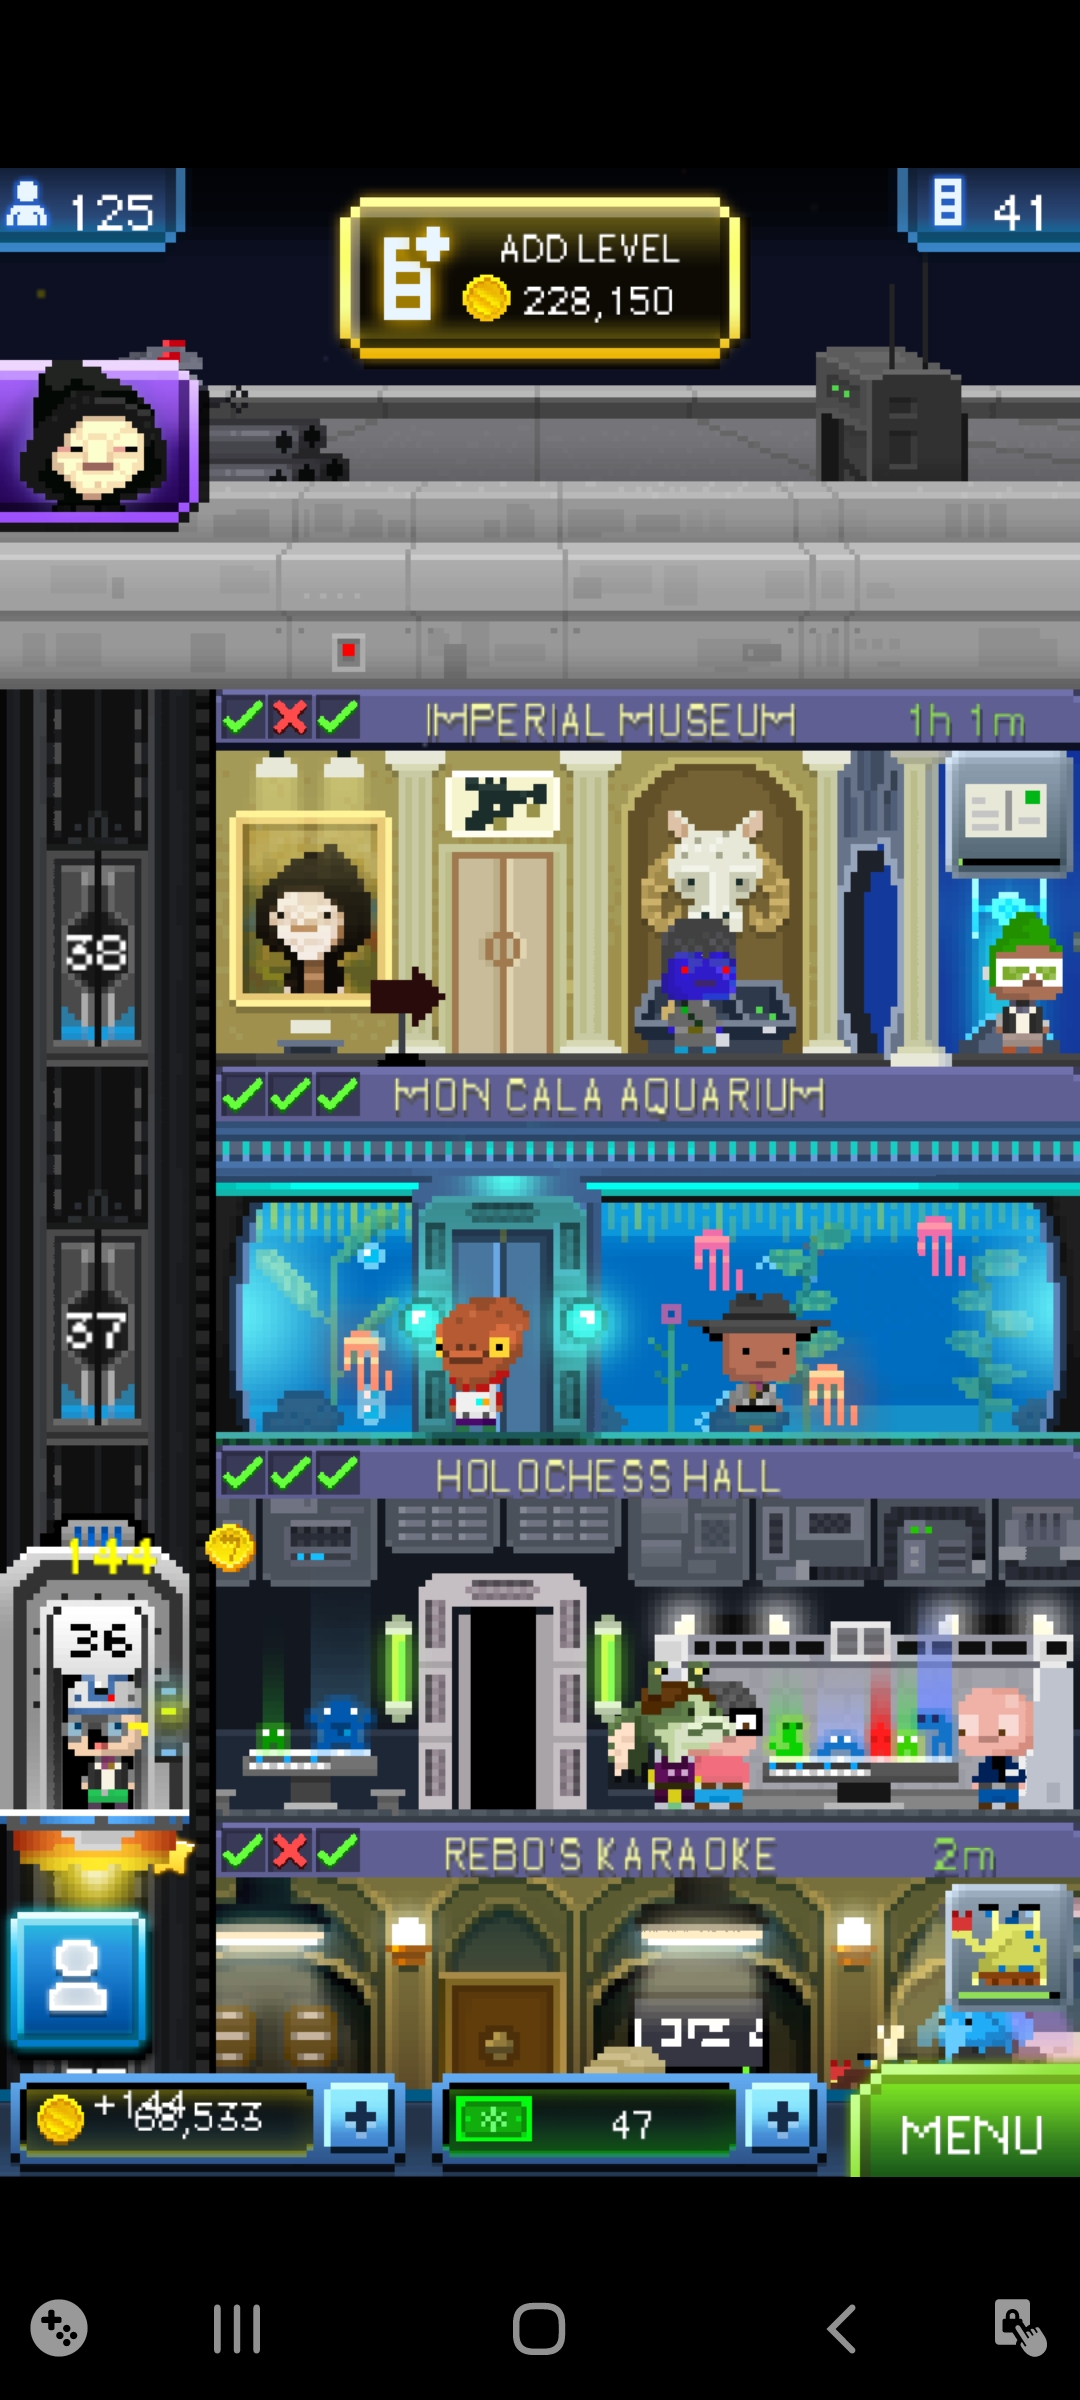 125
ADD LEVEL
228,150
41
IMPERIAL MUSEUM
1h 1m
38
MON CALA AQUARIUM
37
HOLOCHESS HALL
144
36
REBO'S KARAOKE
2m
+144
68,533
47
MENU